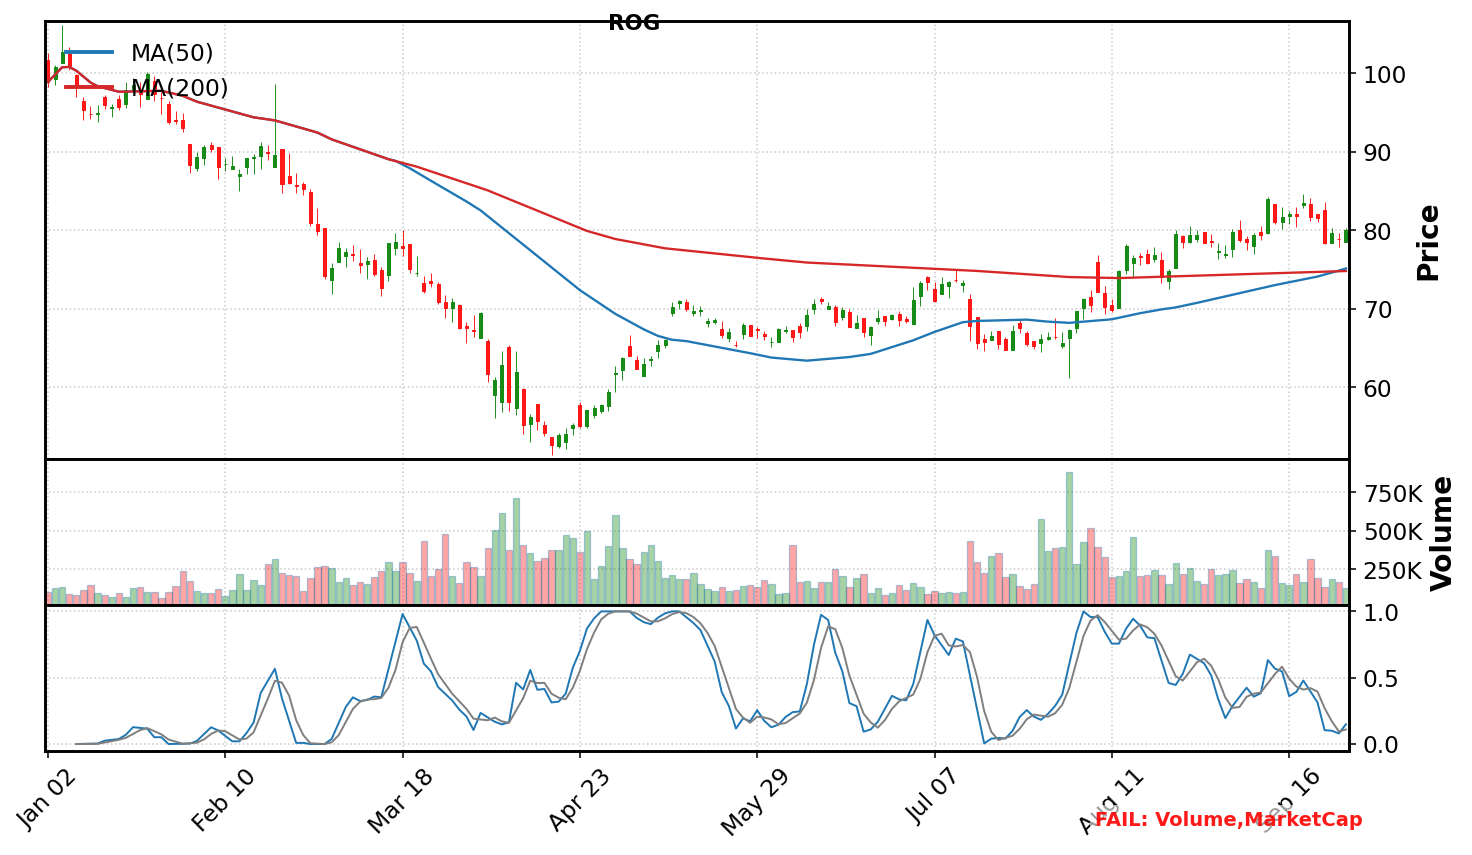 ROG
MA(50)
MA(200)
100
90
80
70
60
Price
750K
500K
250K
Volume
1.0
0.5
0.0
Jan 02
Feb 10
Mar 18
Apr 23
May 29
Jul 07
Aug 11
Sep 16
FAIL: Volume,MarketCap